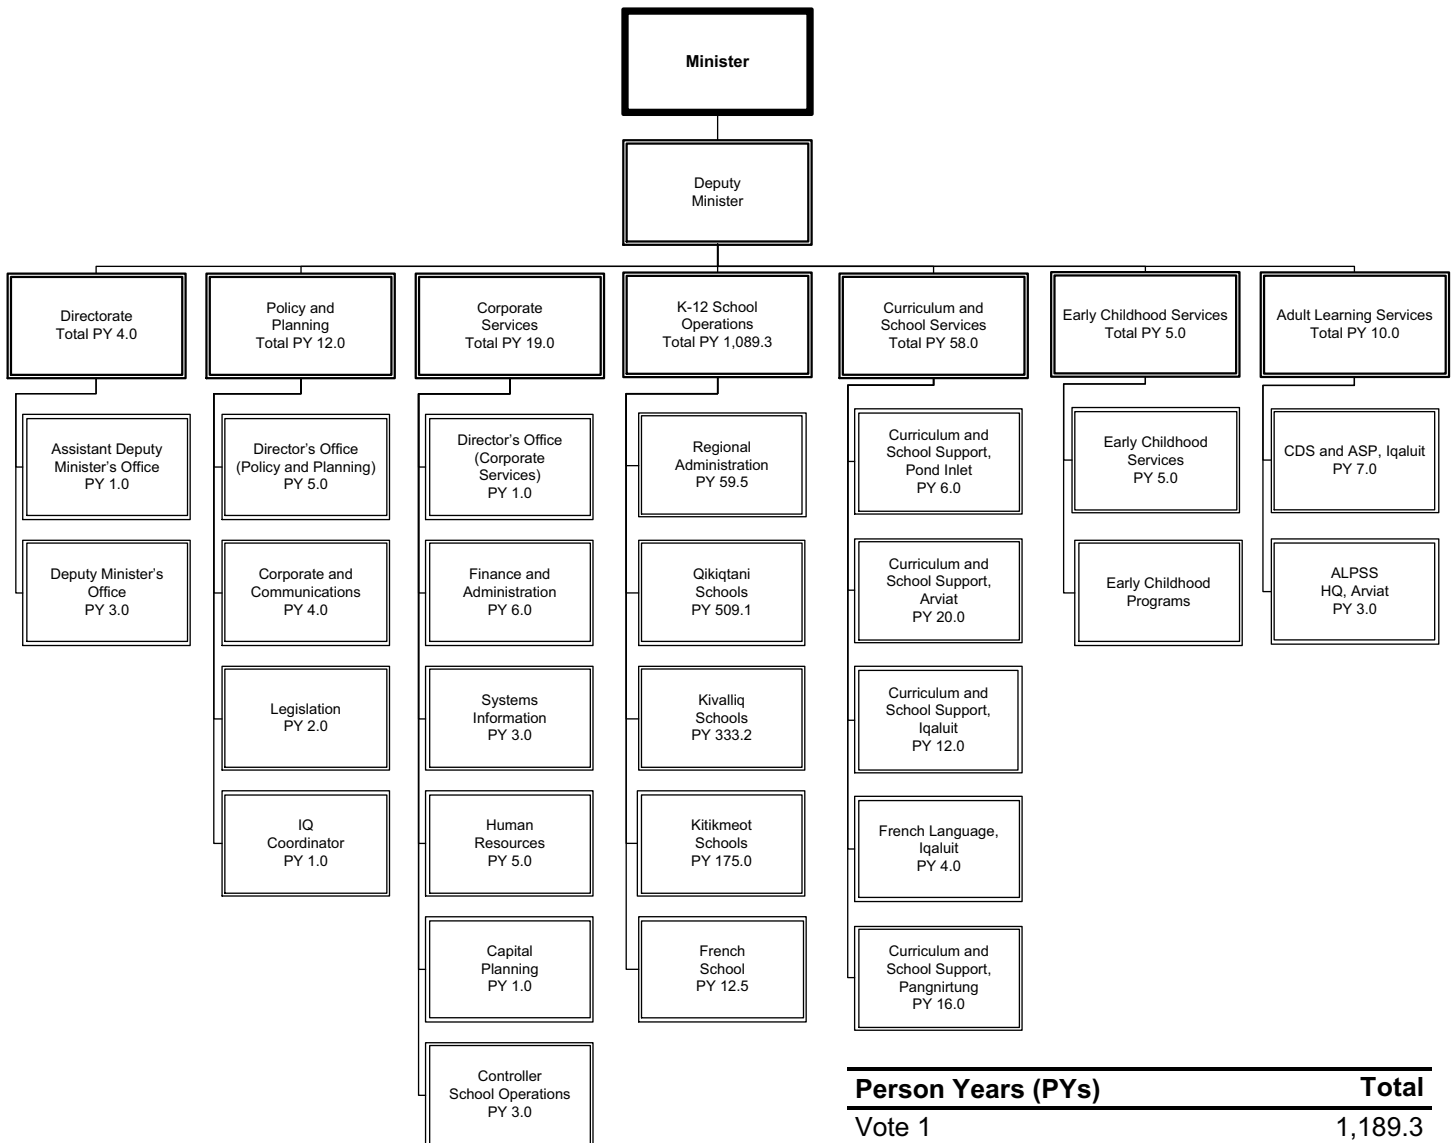 Minister
Deputy
Minister
Directorate
Total PY 4.0
Policy and
Planning
Total PY 12.0
Corporate
Services
Total PY 19.0
K-12 School
Operations
Total PY 1,089.3
Curriculum and
School Services
Total PY 58.0
Early Childhood Services
Total PY 5.0
Adult Learning Services
Total PY 10.0
Assistant Deputy
Minister's Office
PY 1.0
Deputy Minister's
Office
PY 3.0
Director's Office
(Policy and Planning)
PY 5.0
Corporate and
Communications
PY 4.0
Legislation
PY 2.0
IQ
Coordinator
PY 1.0
Director's Office
(Corporate
Services)
PY 1.0
Finance and
Administration
PY 6.0
Systems
Information
PY 3.0
Human
Resources
PY 5.0
Capital
Planning
PY 1.0
Controller
School Operations
PY 3.0
Regional
Administration
PY 59.5
Qikiqtani
Schools
PY 509.1
Kivalliq
Schools
PY 333.2
Kitikmeot
Schools
PY 175.0
French
School
PY 12.5
Curriculum and
School Support,
Pond Inlet
PY 6.0
Curriculum and
School Support,
Arviat
PY 20.0
Curriculum and
School Support,
Iqaluit
PY 12.0
French Language,
Iqaluit
PY 4.0
Curriculum and
School Support,
Pangnirtung
PY 16.0
Early Childhood
Services
PY 5.0
Early Childhood
Programs
CDS and ASP, Iqaluit
PY 7.0
ALPSS
HQ, Arviat
PY 3.0
Person Years (PYs) Total
Vote 1 1,189.3